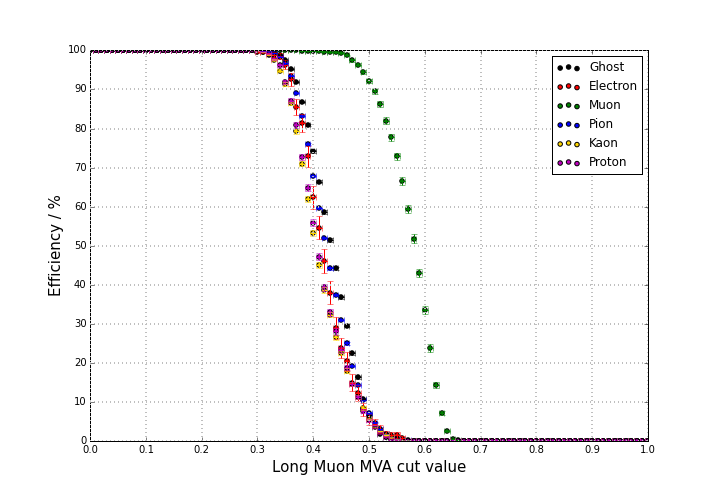 100
90
80
70
60
50
40
30
20
10
0
Efficiency / %
Ghost
Electron
Muon
Pion
Kaon
Proton
0.0 0.1 0.2 0.3 0.4 0.5 0.6 0.7 0.8 0.9 1.0
Long Muon MVA cut value